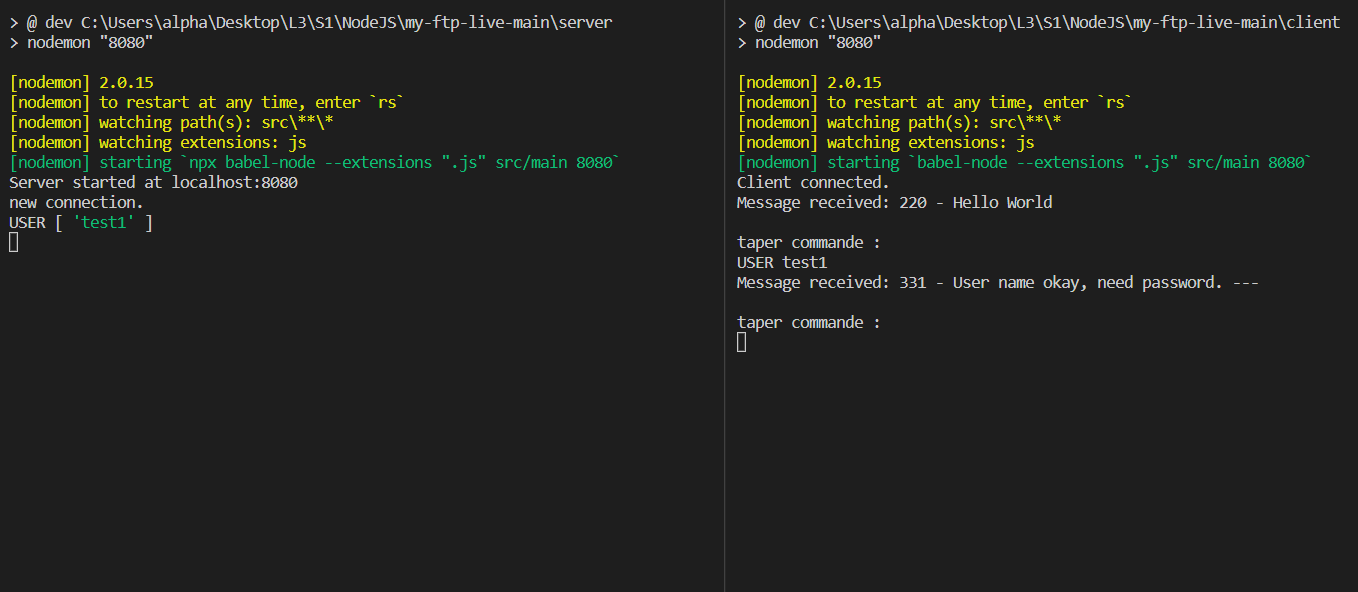 > @ dev C:\Users\alpha\Desktop\L3\S1\NodeJS\my-ftp-live-main\server
> nodemon "8080"
[nodemon] 2.0.15
[nodemon] to restart at any time, enter `rs`
[nodemon] watching path(s): src\**\*
[nodemon] watching extensions: js
[nodemon] starting `npx babel-node --extensions ".js" src/main 8080`
Server started at localhost:8080
new connection.
USER [ 'test1' ]
> @ dev C:\Users\alpha\Desktop\L3\S1\NodeJS\my-ftp-live-main\client
> nodemon "8080"
[nodemon] 2.0.15
[nodemon] to restart at any time, enter `rs`
[nodemon] watching path(s): src\**\*
[nodemon] watching extensions: js
[nodemon] starting `babel-node --extensions ".js" src/main 8080`
Client connected.
Message received: 220 - Hello World
taper commande :
USER test1
Message received: 331 - User name okay, need password. ---
taper commande :